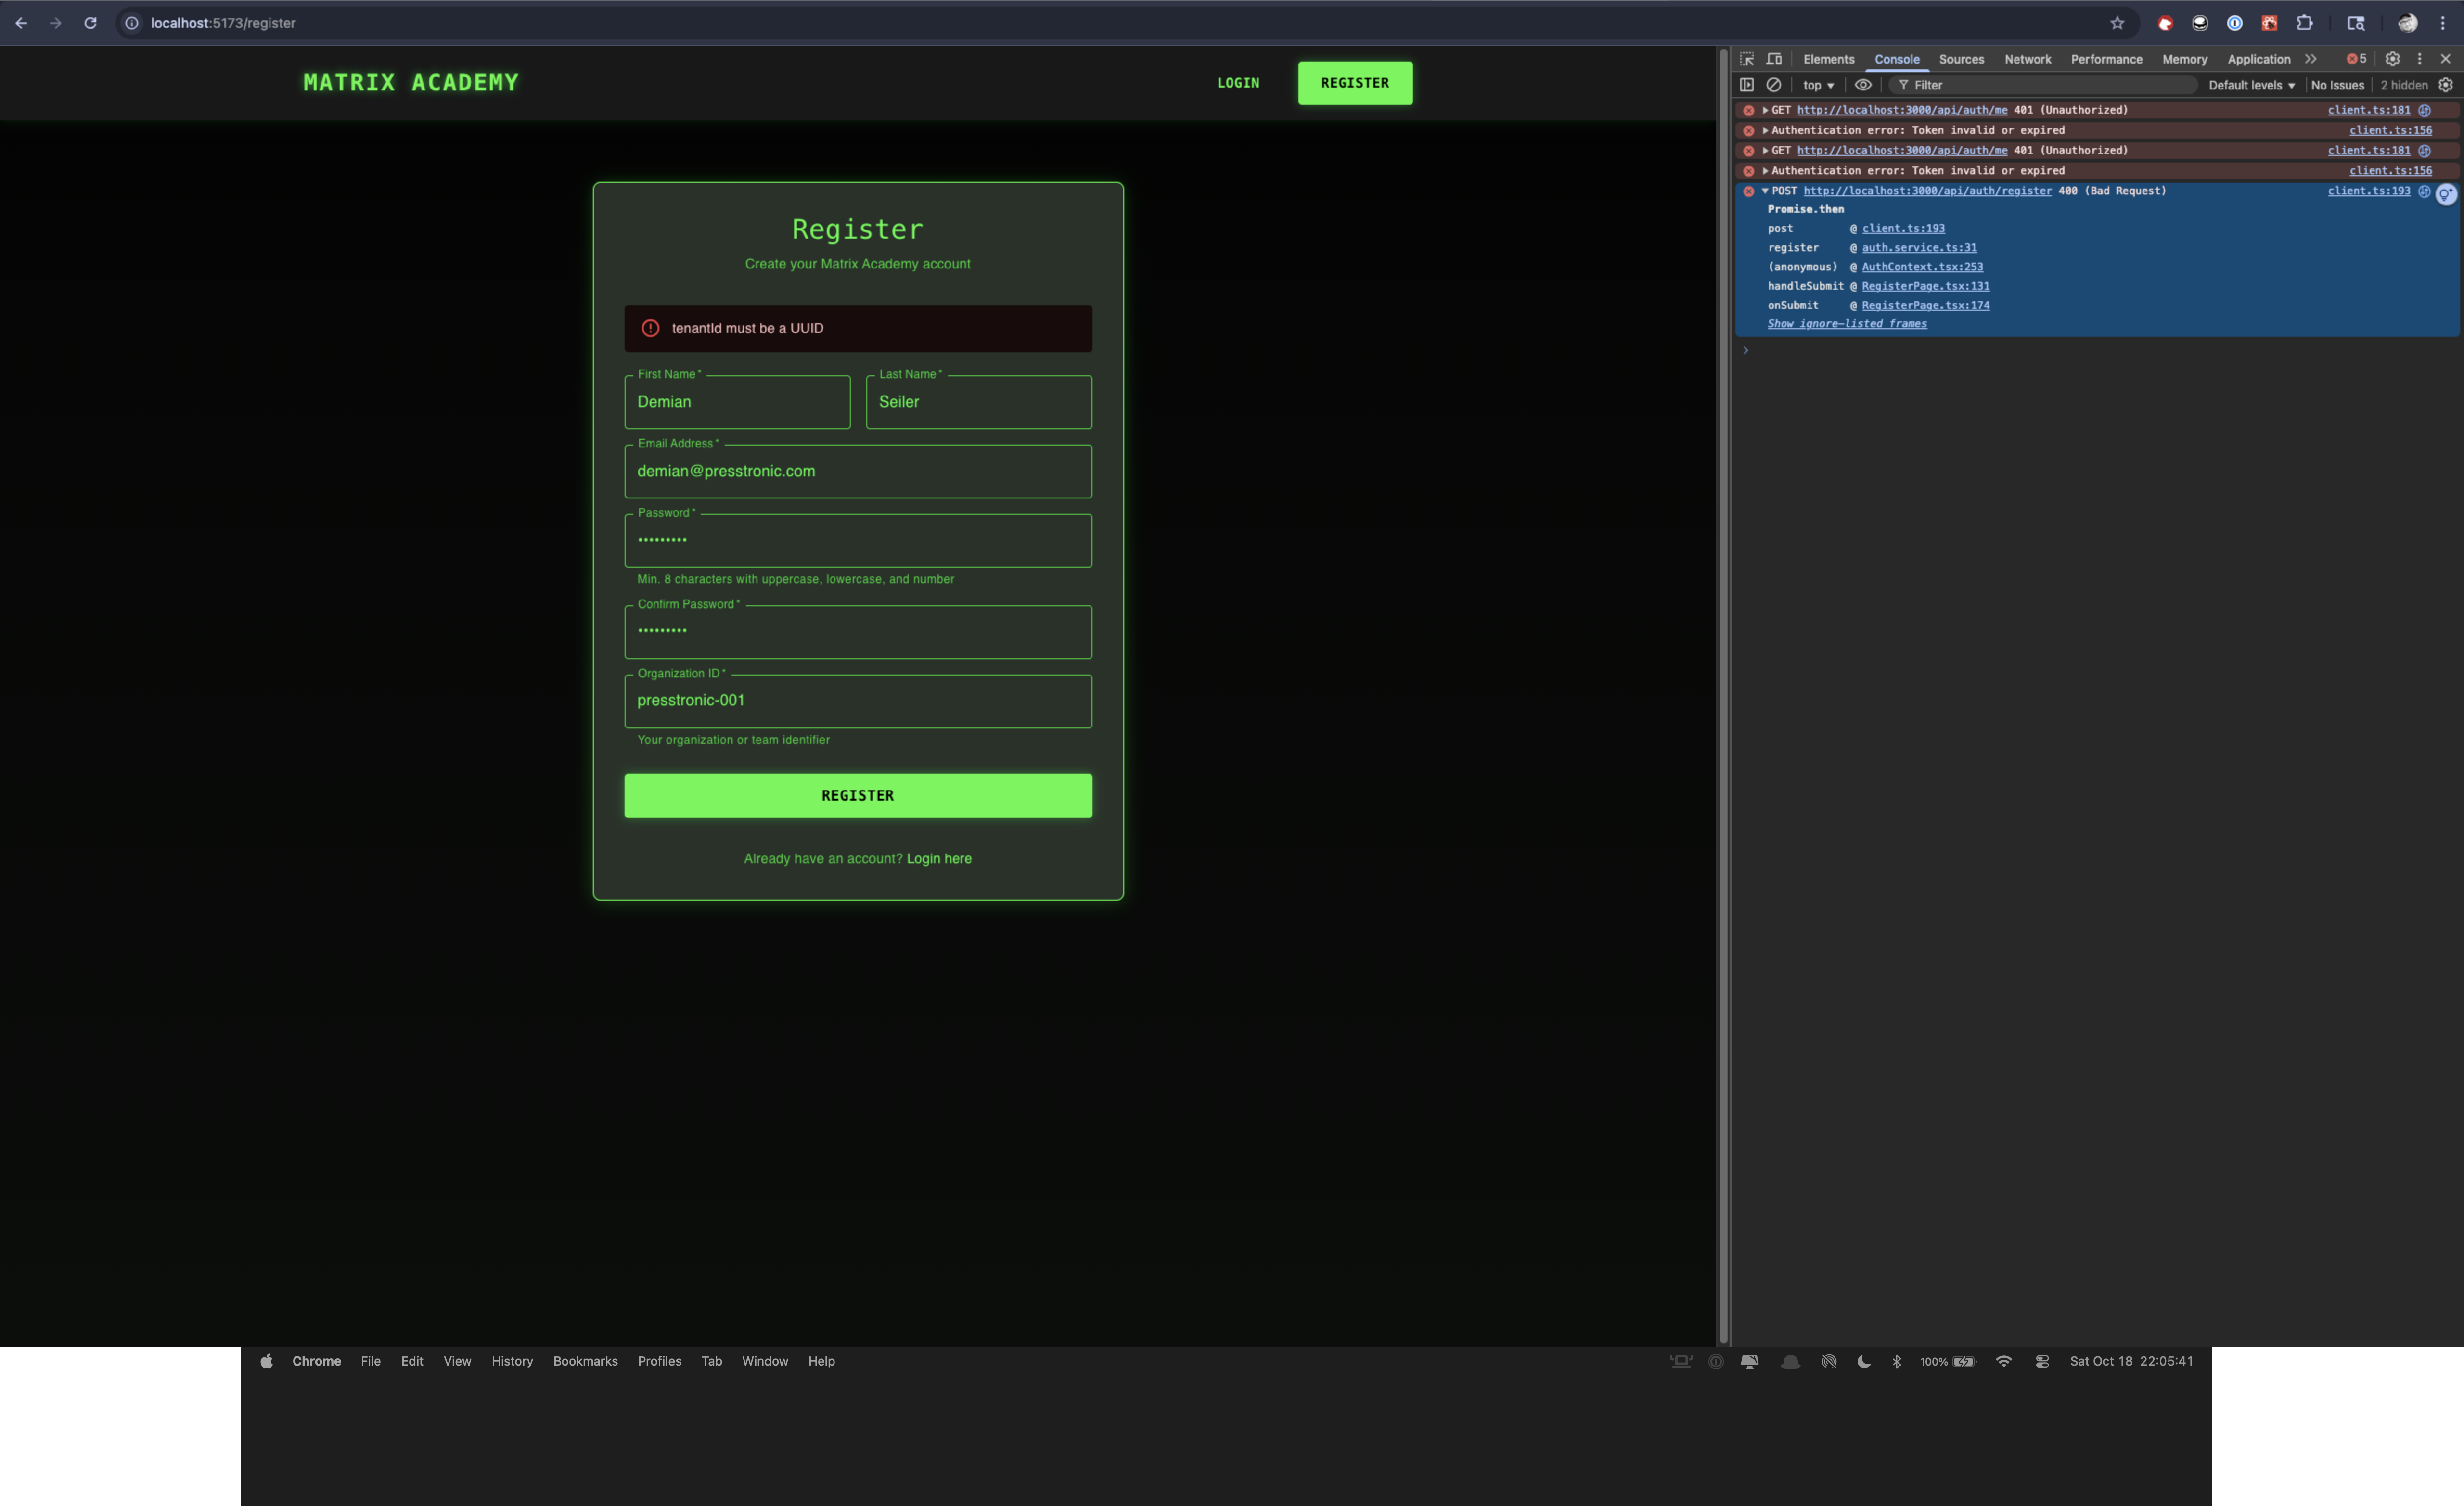 localhost:5173/register
MATRIX ACADEMY
LOGIN
REGISTER
Register
Create your Matrix Academy account
tenantId must be a UUID
First Name *
Demian
Last Name *
Seiler
Email Address *
demian@presstronic.com
Password *
•••••••••
Min. 8 characters with uppercase, lowercase, and number
Confirm Password *
•••••••••
Organization ID *
presstronic-001
Your organization or team identifier
REGISTER
Already have an account? Login here
Elements Console Sources Network Performance Memory Application 5
top Filter Default levels No Issues 2 hidden
GET http://localhost:3000/api/auth/me 401 (Unauthorized) client.ts:181
Authentication error: Token invalid or expired client.ts:156
GET http://localhost:3000/api/auth/me 401 (Unauthorized) client.ts:181
Authentication error: Token invalid or expired client.ts:156
POST http://localhost:3000/api/auth/register 400 (Bad Request) client.ts:193
Promise.then
post @ client.ts:193
register @ auth.service.ts:31
(anonymous) @ AuthContext.tsx:253
handleSubmit @ RegisterPage.tsx:131
onSubmit @ RegisterPage.tsx:174
Show ignore-listed frames
Chrome File Edit View History Bookmarks Profiles Tab Window Help 100% Sat Oct 18 22:05:41